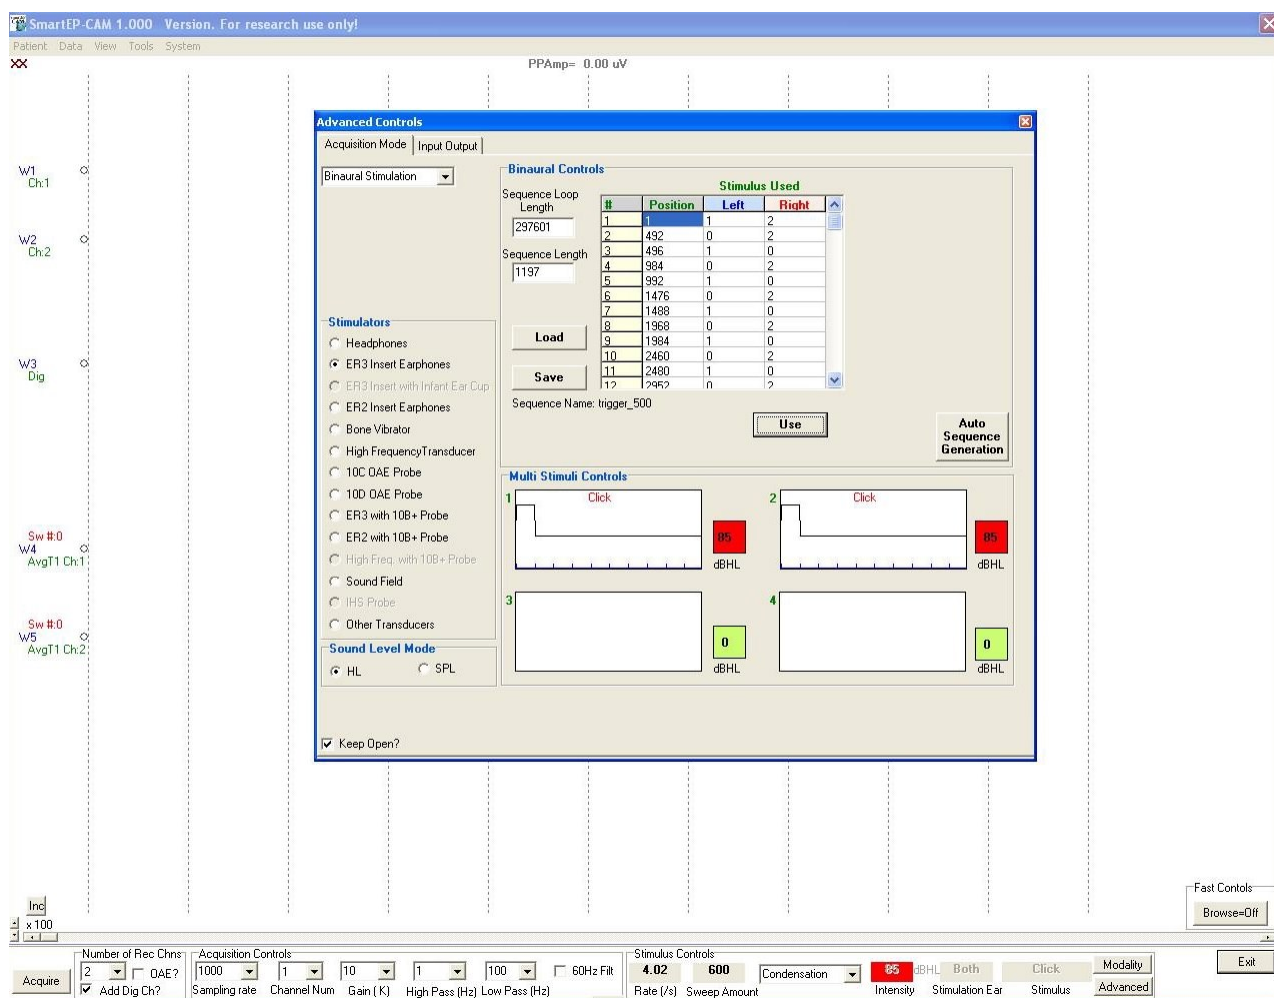 SmartEP-CAM 1.000 Version. For research use only!
Patient Data View Tools System
XX
PPAmp= 0.00 uV
Advanced Controls
Acquisition Mode Input Output
Binaural Stimulation
Binaural Controls
Sequence Loop
Length
297601
Sequence Length
1197
Stimulus Used
# Position Left Right
1 1 1 2
2 492 0 2
3 496 1 0
4 984 0 2
5 992 1 0
6 1476 0 2
7 1488 1 0
8 1968 0 2
9 1984 1 0
10 2460 0 2
11 2480 1 0
12 2952 0 2
Load
Save
Sequence Name: trigger_500
Use
Auto
Sequence
Generation
Stimulators
Headphones
ER3 Insert Earphones
ER3 Insert with Infant Ear Cup
ER2 Insert Earphones
Bone Vibrator
High FrequencyTransducer
10C OAE Probe
10D OAE Probe
ER3 with 10B+ Probe
ER2 with 10B+ Probe
High Freq. with 10B+ Probe
Sound Field
IHS Probe
Other Transducers
Sound Level Mode
HL SPL
Multi Stimuli Controls
1 Click 85 dBHL
2 Click 85 dBHL
3 0 dBHL
4 0 dBHL
Keep Open?
W1
Ch:1
W2
Ch:2
W3
Dig
Sw #:0
W4
AvgT1 Ch:1
Sw #:0
W5
AvgT1 Ch:2
Inc
x 100
Fast Contols
Browse=Off
Acquire
Number of Rec Chns
2 OAE?
Add Dig Ch?
Acquisition Controls
1000 1 10 1 100 60Hz Filt
Sampling rate Channel Num Gain ( K) High Pass (Hz) Low Pass (Hz)
Stimulus Controls
4.02 600 Condensation 85 dBHL Both Click
Rate (/s) Sweep Amount Intensity Stimulation Ear Stimulus
Modality
Advanced
Exit